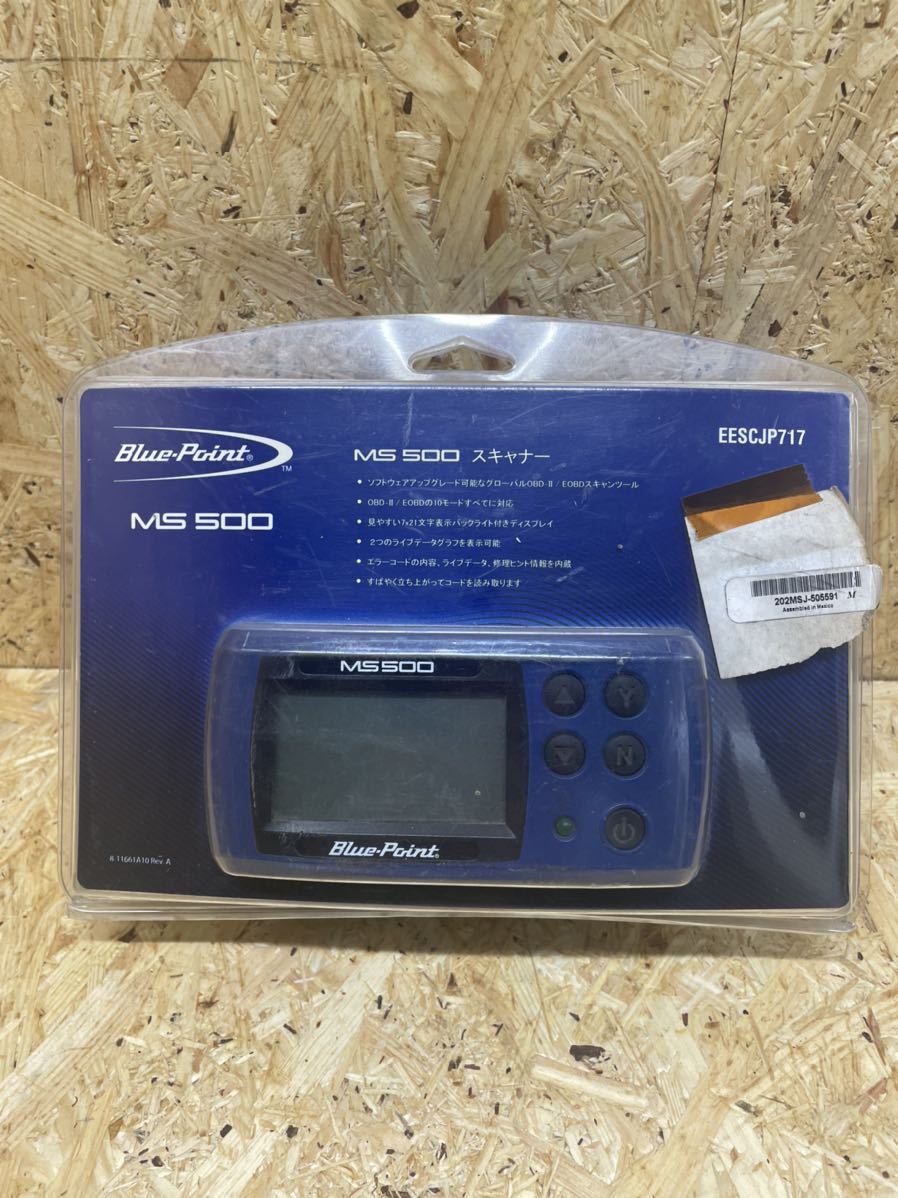 Blue-Point® TM
MS 500
EESCJP717
MS 500 スキャナー
• ソフトウェアアップグレード可能なグローバルOBD-II / EOBDスキャンツール
• OBD-II / EOBDの10モードすべてに対応
• 見やすい7x21文字表示バックライト付きディスプレイ
• 2つのライブデータグラフを表示可能
• エラーコードの内容、ライブデータ、修理ヒント情報を内蔵
• すばやく立ち上がってコードを読み取ります
202MSJ-505591 M
Assembled in Mexico
MS500
Y
N
Blue-Point®
8-11661A10 Rev. A